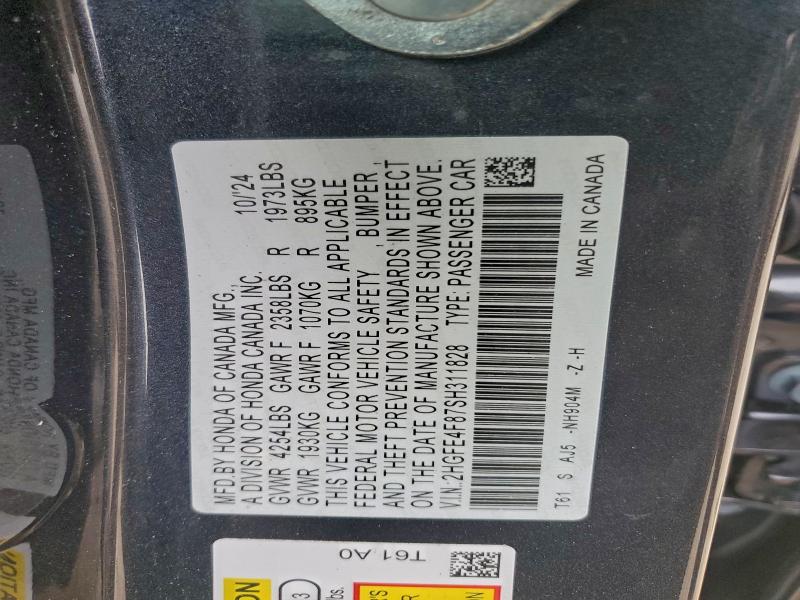 MFD.BY HONDA OF CANADA MFG.,
A DIVISION OF HONDA CANADA INC. 10/24
GVWR 4254LBS GAWR F 2358LBS R 1973LBS
GVWR 1930KG GAWR F 1070KG R 895KG
THIS VEHICLE CONFORMS TO ALL APPLICABLE
FEDERAL MOTOR VEHICLE SAFETY , BUMPER ,
AND THEFT PREVENTION STANDARDS IN EFFECT
ON THE DATE OF MANUFACTURE SHOWN ABOVE.
V.I.N.:2HGFE4F87SH311828 TYPE: PASSENGER CAR
T61 S AJ5 -NH904M -Z -H MADE IN CANADA
T61 A0